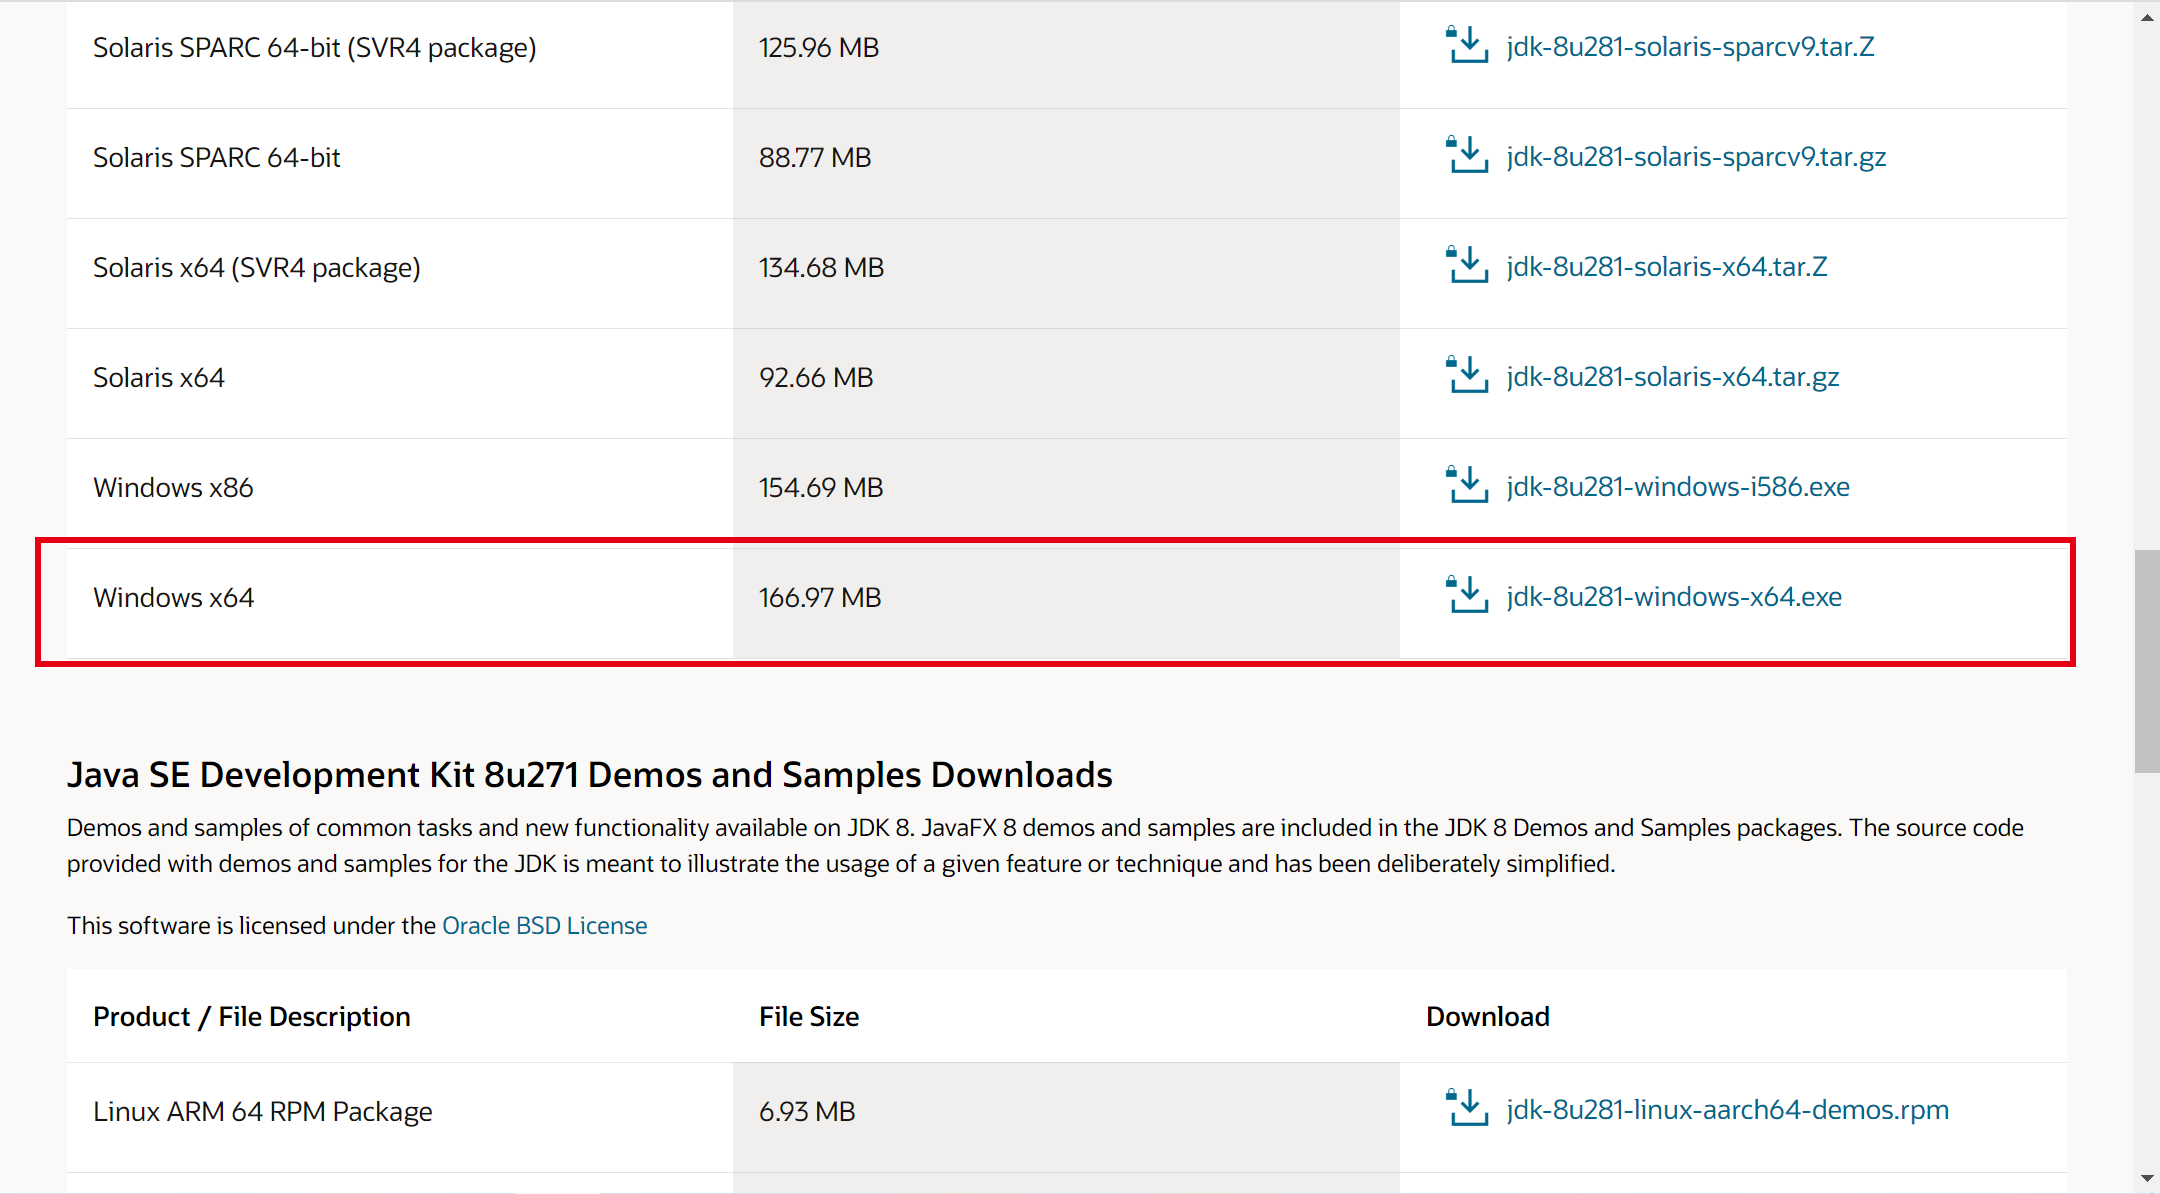 Solaris SPARC 64-bit (SVR4 package) 125.96 MB jdk-8u281-solaris-sparcv9.tar.Z
Solaris SPARC 64-bit 88.77 MB jdk-8u281-solaris-sparcv9.tar.gz
Solaris x64 (SVR4 package) 134.68 MB jdk-8u281-solaris-x64.tar.Z
Solaris x64 92.66 MB jdk-8u281-solaris-x64.tar.gz
Windows x86 154.69 MB jdk-8u281-windows-i586.exe
Windows x64 166.97 MB jdk-8u281-windows-x64.exe
Java SE Development Kit 8u271 Demos and Samples Downloads
Demos and samples of common tasks and new functionality available on JDK 8. JavaFX 8 demos and samples are included in the JDK 8 Demos and Samples packages. The source code
provided with demos and samples for the JDK is meant to illustrate the usage of a given feature or technique and has been deliberately simplified.
This software is licensed under the Oracle BSD License
Product / File Description File Size Download
Linux ARM 64 RPM Package 6.93 MB jdk-8u281-linux-aarch64-demos.rpm